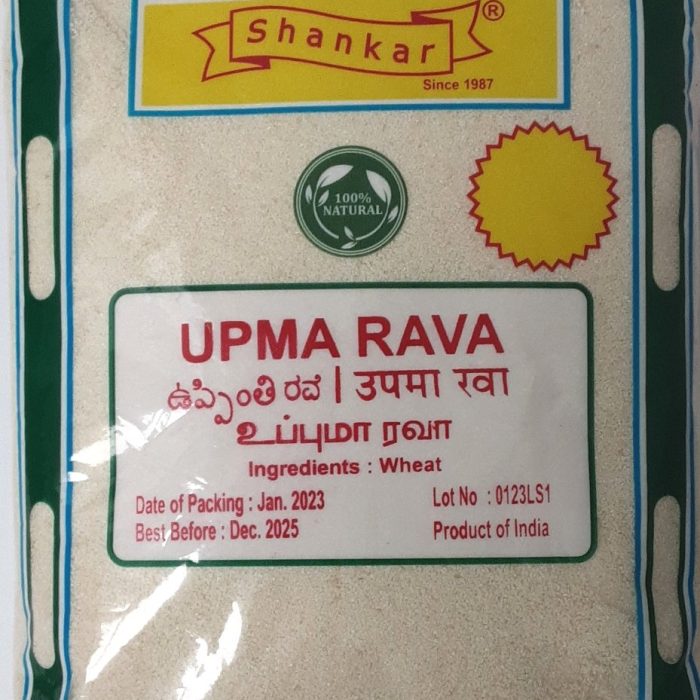 Shankar
®
Since 1987
100%
NATURAL
UPMA RAVA
ఉప్పింతి ರವೆ | उपमा रवा
உப்புமா ரவா
Ingredients : Wheat
Date of Packing : Jan. 2023
Lot No : 0123LS1
Best Before : Dec. 2025
Product of India